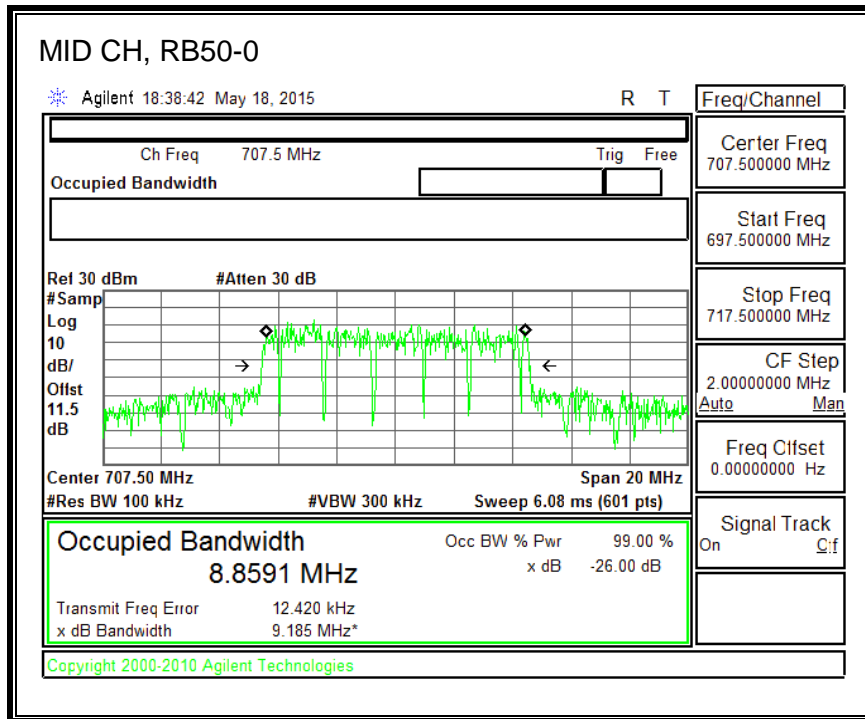 MID CH, RB50-0
Agilent 18:38:42 May 18, 2015 R T
Freq/Channel
Ch Freq 707.5 MHz Trig Free
Occupied Bandwidth
Center Freq
707.500000 MHz
Start Freq
697.500000 MHz
Stop Freq
717.500000 MHz
CF Step
2.00000000 MHz
Auto Man
Freq Offset
0.00000000 Hz
Signal Track
On Off
Ref 30 dBm #Atten 30 dB
#Samp
Log
10
dB/
Offst
11.5
dB
Center 707.50 MHz Span 20 MHz
#Res BW 100 kHz #VBW 300 kHz Sweep 6.08 ms (601 pts)
Occupied Bandwidth
8.8591 MHz
Occ BW % Pwr 99.00 %
x dB -26.00 dB
Transmit Freq Error 12.420 kHz
x dB Bandwidth 9.185 MHz*
Copyright 2000-2010 Agilent Technologies